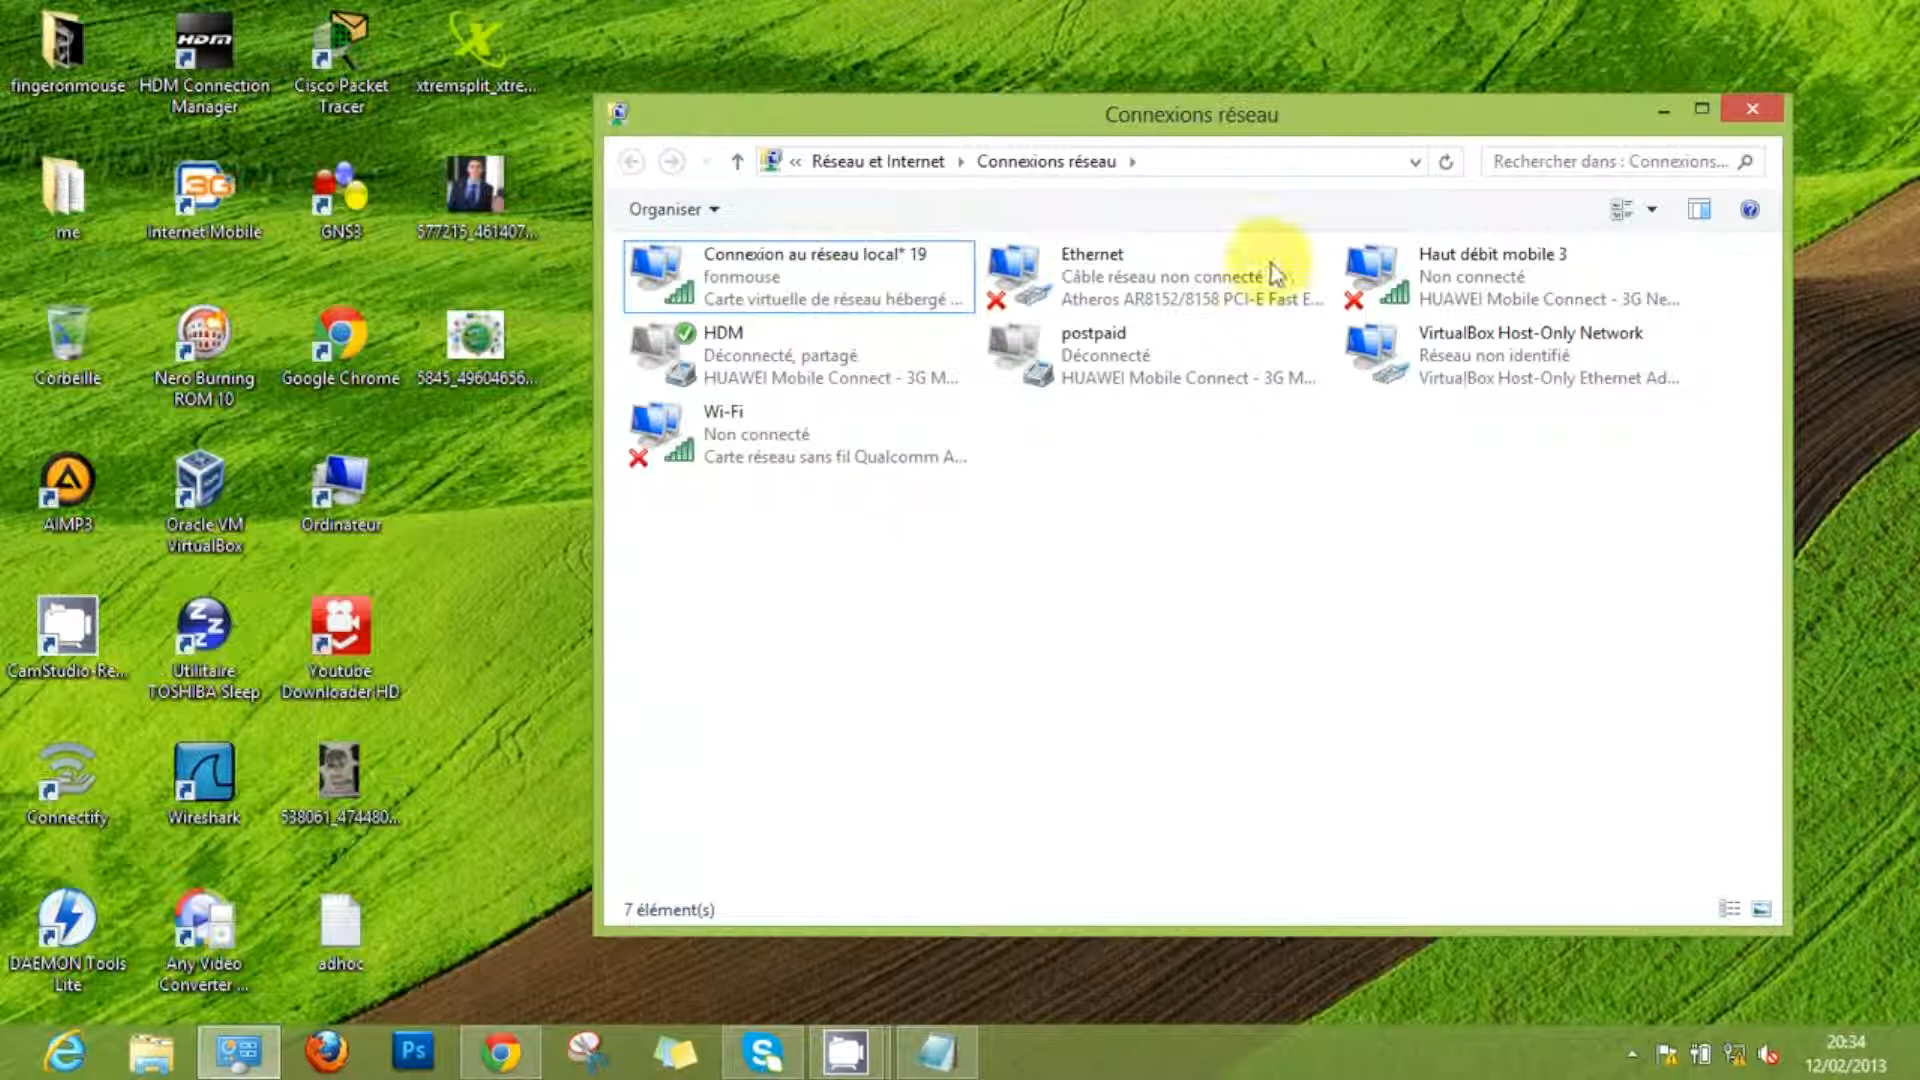 fingeronmouse
HDM Connection
Manager
Cisco Packet
Tracer
xtremsplit_xtre...
me
Internet Mobile
GNS3
577215_461407...
Corbeille
Nero Burning
ROM 10
Google Chrome
5845_49604656...
AIMP3
Oracle VM
VirtualBox
Ordinateur
CamStudio-Re...
Utilitaire
TOSHIBA Sleep
Youtube
Downloader HD
Connectify
Wireshark
538061_474480...
DAEMON Tools
Lite
Any Video
Converter ...
adhoc
Connexions réseau
« Réseau et Internet
Connexions réseau
Rechercher dans : Connexions...
Organiser
Connexion au réseau local* 19
fonmouse
Carte virtuelle de réseau hébergé ...
Ethernet
Câble réseau non connecté
Atheros AR8152/8158 PCI-E Fast E...
Haut débit mobile 3
Non connecté
HUAWEI Mobile Connect - 3G Ne...
HDM
Déconnecté, partagé
HUAWEI Mobile Connect - 3G M...
postpaid
Déconnecté
HUAWEI Mobile Connect - 3G M...
VirtualBox Host-Only Network
Réseau non identifié
VirtualBox Host-Only Ethernet Ad...
Wi-Fi
Non connecté
Carte réseau sans fil Qualcomm A...
7 élément(s)
HDM
3G
Ps
20:34
12/02/2013